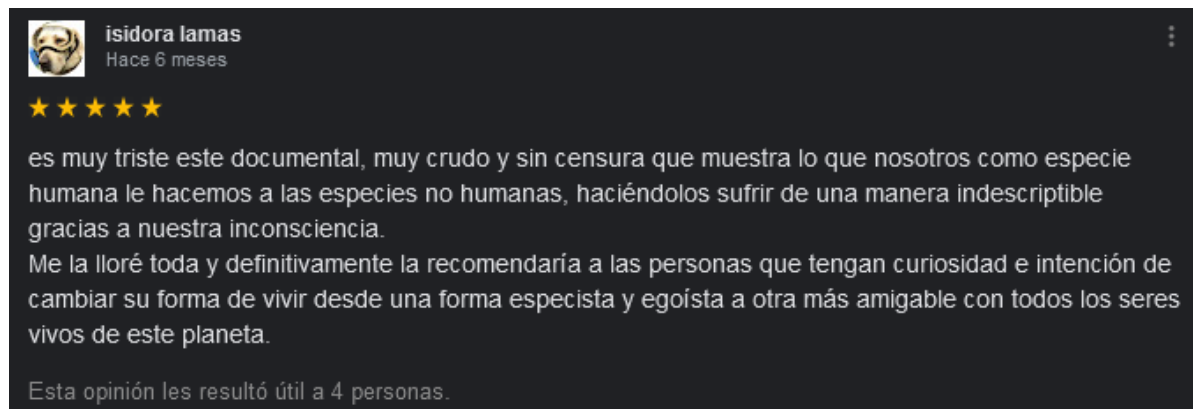 isidora lamas
Hace 6 meses
es muy triste este documental, muy crudo y sin censura que muestra lo que nosotros como especie
humana le hacemos a las especies no humanas, haciéndolos sufrir de una manera indescriptible
gracias a nuestra inconsciencia.
Me la lloré toda y definitivamente la recomendaría a las personas que tengan curiosidad e intención de
cambiar su forma de vivir desde una forma especista y egoísta a otra más amigable con todos los seres
vivos de este planeta.
Esta opinión les resultó útil a 4 personas.